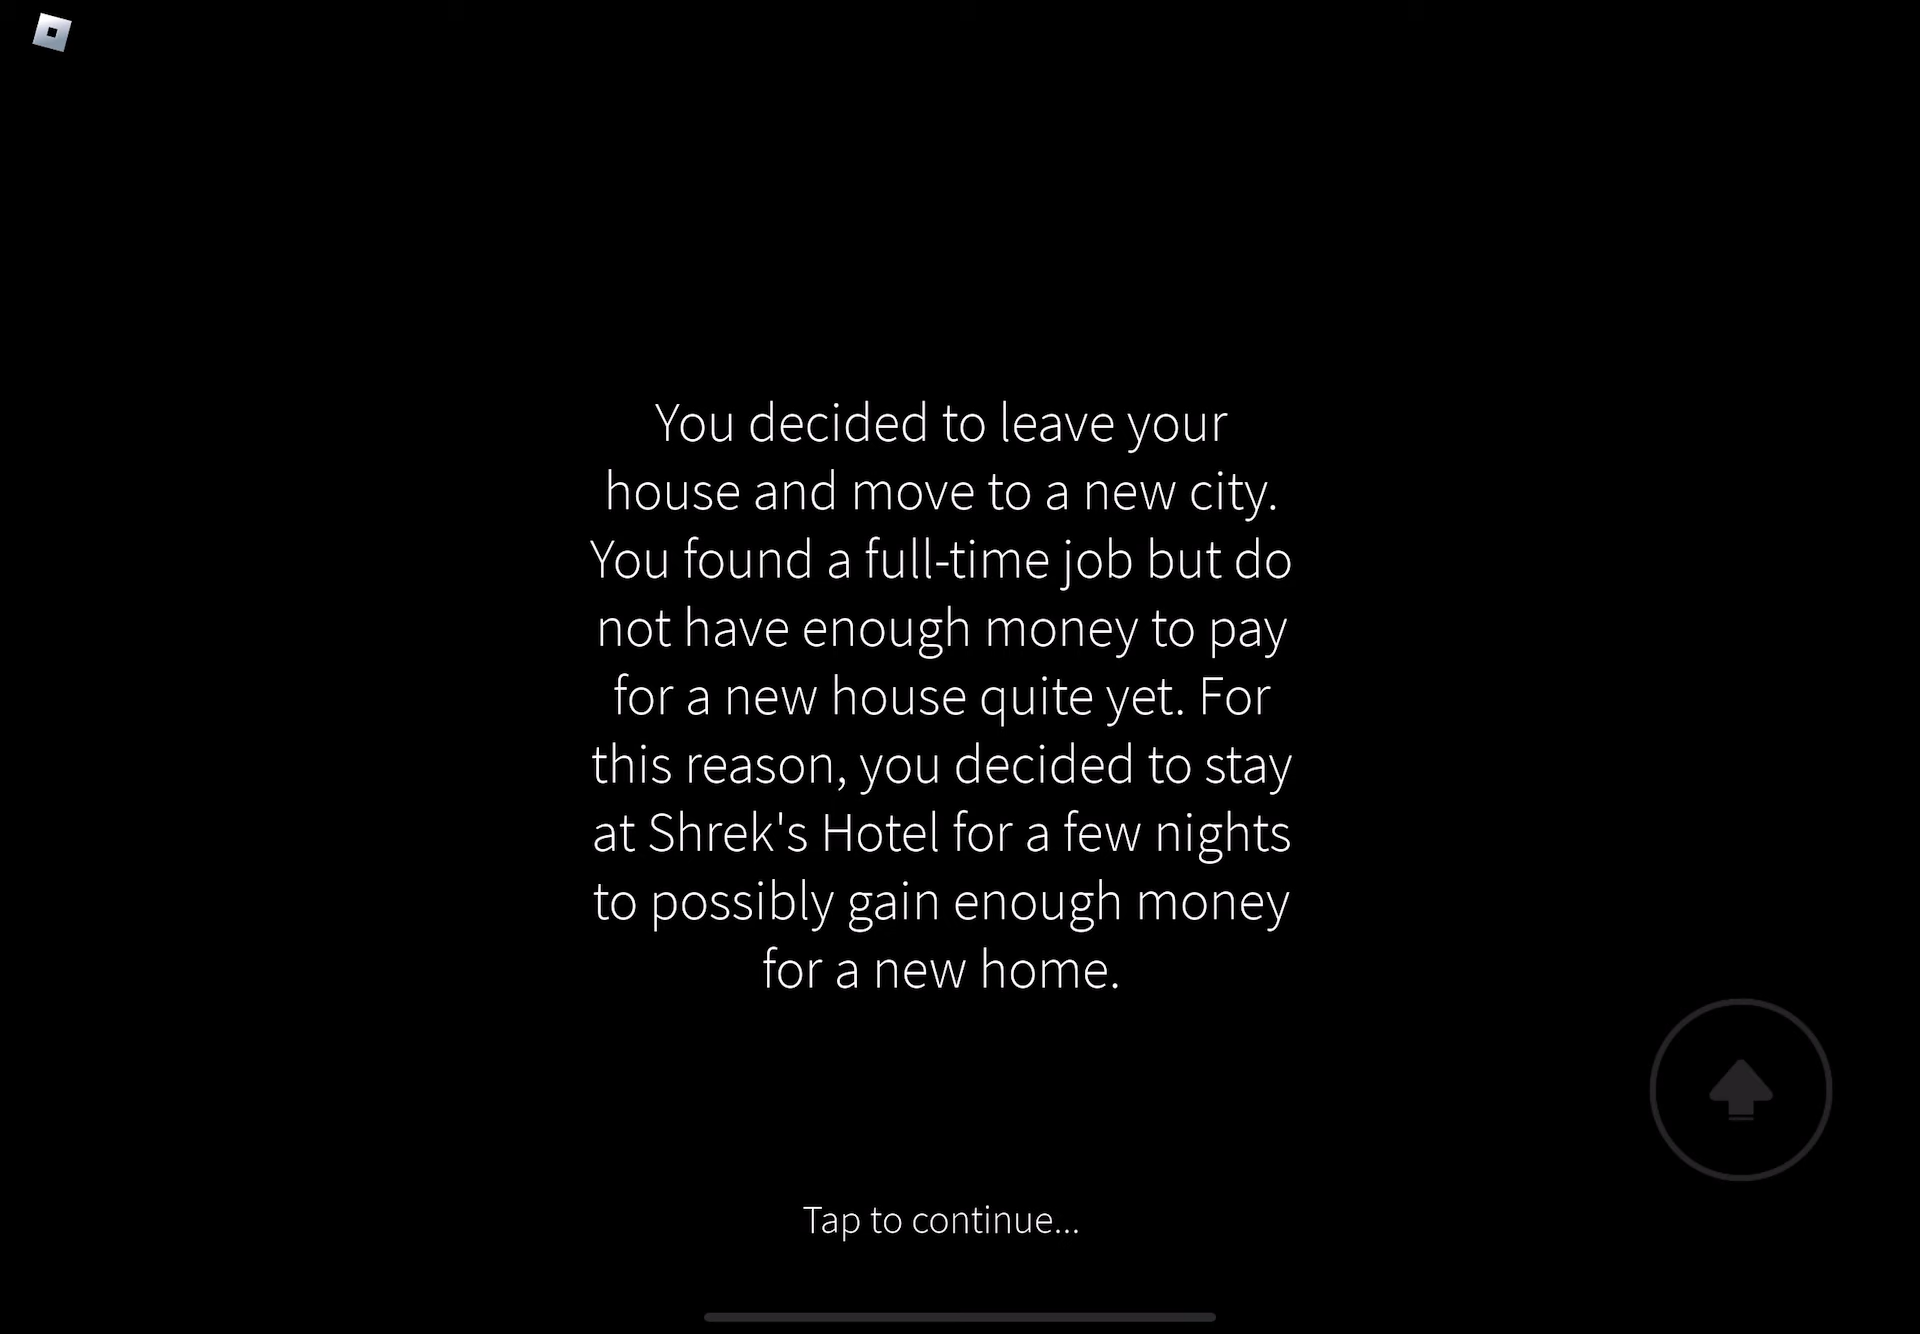 You decided to leave your
house and move to a new city.
You found a full-time job but do
not have enough money to pay
for a new house quite yet. For
this reason, you decided to stay
at Shrek's Hotel for a few nights
to possibly gain enough money
for a new home.
Tap to continue...